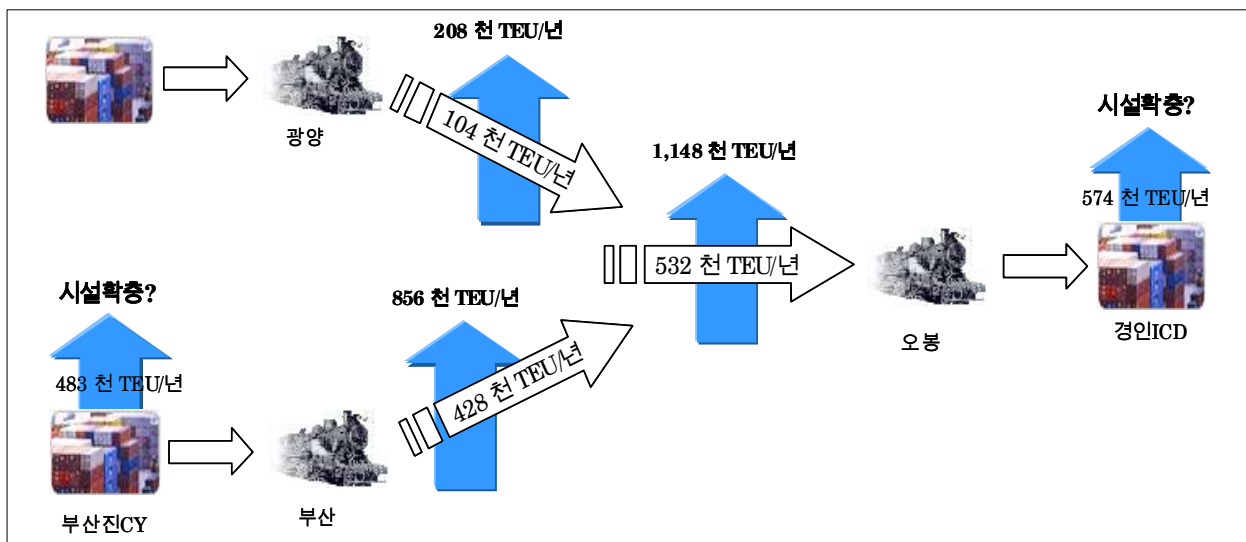 208 천 TEU/년
104 천 TEU/년
광양
시설확충?
1,148 천 TEU/년
574 천 TEU/년
532 천 TEU/년
오봉
경인ICD
시설확충?
856 천 TEU/년
483 천 TEU/년
428 천 TEU/년
부산진CY
부산